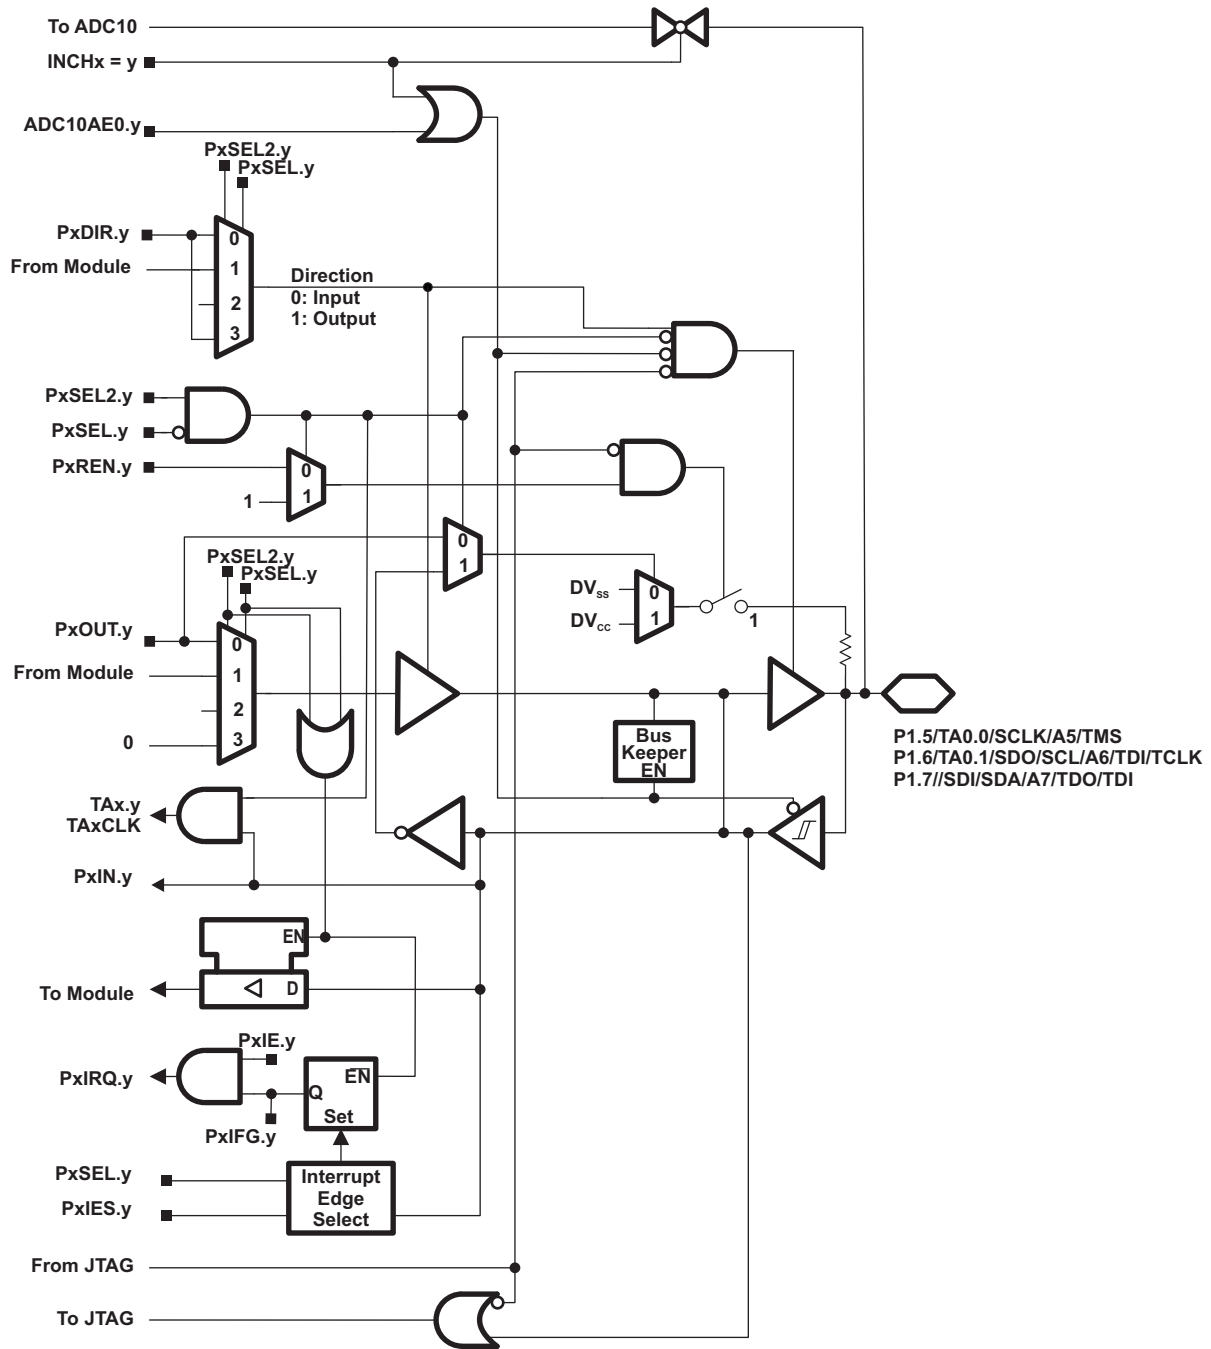 To ADC10
INCHx = y
ADC10AE0.y
PxSEL2.y
PxSEL.y
PxDIR.y
0
From Module
1
2
3
Direction
0: Input
1: Output
PxSEL2.y
PxSEL.y
PxREN.y
0
1
1
0
1
PxSEL2.y
PxSEL.y
DVSS
0
DVCC
1
1
PxOUT.y
0
From Module
1
2
0
3
Bus
Keeper
EN
P1.5/TA0.0/SCLK/A5/TMS
P1.6/TA0.1/SDO/SCL/A6/TDI/TCLK
P1.7//SDI/SDA/A7/TDO/TDI
TAx.y
TAxCLK
PxIN.y
EN
To Module
D
PxIE.y
PxIRQ.y
EN
Q
Set
PxIFG.y
PxSEL.y
PxIES.y
Interrupt
Edge
Select
From JTAG
To JTAG